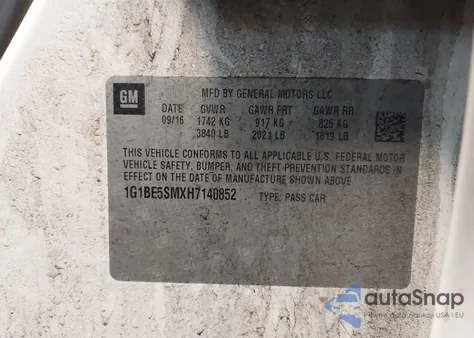 GM
MFD BY GENERAL MOTORS LLC
DATE GVWR GAWR FRT GAWR RR
09/16 1742 KG 917 KG 825 KG
3840 LB 2021 LB 1819 LB
THIS VEHICLE CONFORMS TO ALL APPLICABLE U.S. FEDERAL MOTOR
VEHICLE SAFETY, BUMPER, AND THEFT PREVENTION STANDARDS
IN EFFECT ON THE DATE OF MANUFACTURE SHOWN ABOVE.
1G1BE5SMXH7140852 TYPE: PASS CAR
autoSnap